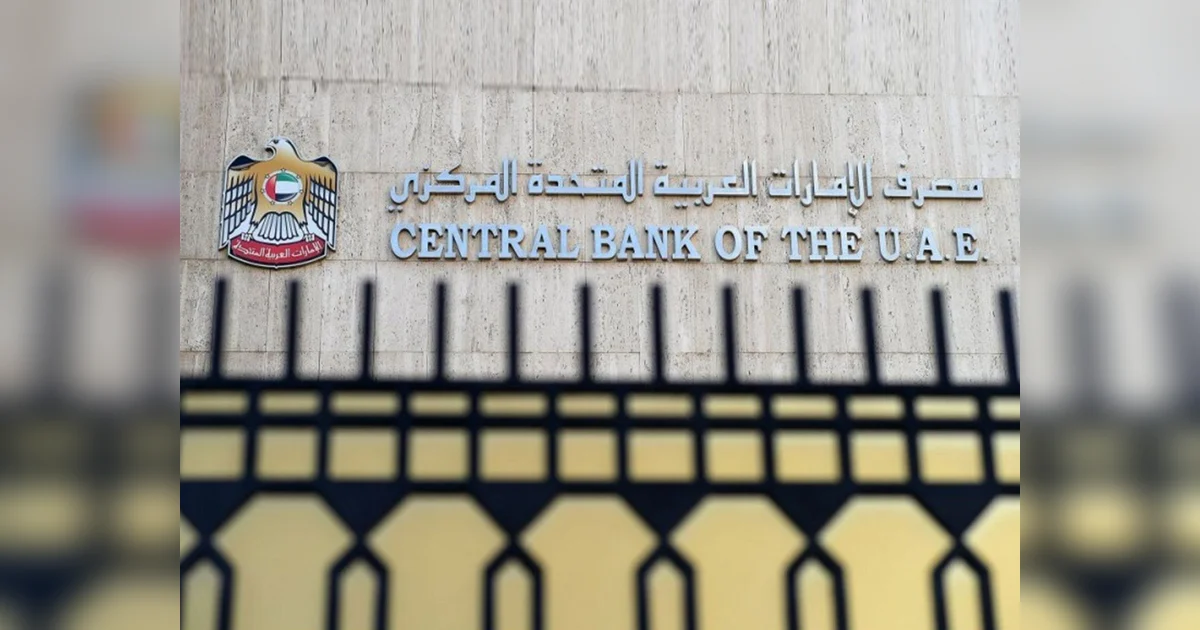 مصرف الإمارات العربية المتحدة المركزي
CENTRAL BANK OF THE U.A.E.
الإمارات العربية المتحدة